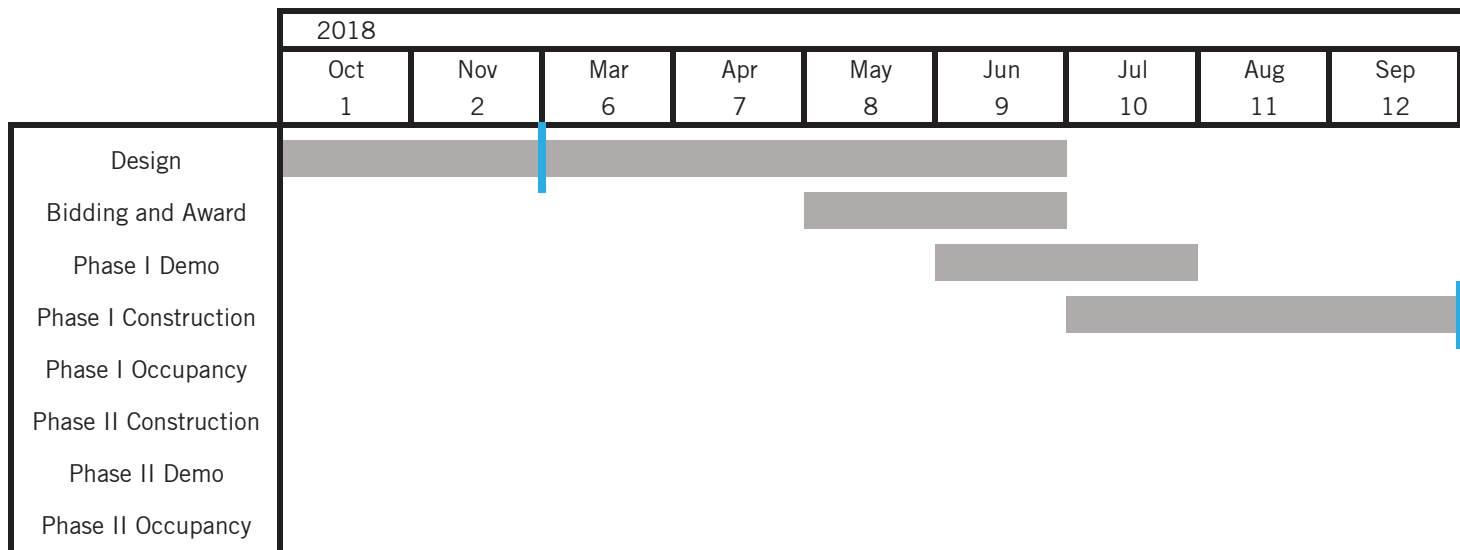 2018
Oct Nov Mar Apr May Jun Jul Aug Sep
1 2 6 7 8 9 10 11 12
Design
Bidding and Award
Phase I Demo
Phase I Construction
Phase I Occupancy
Phase II Construction
Phase II Demo
Phase II Occupancy